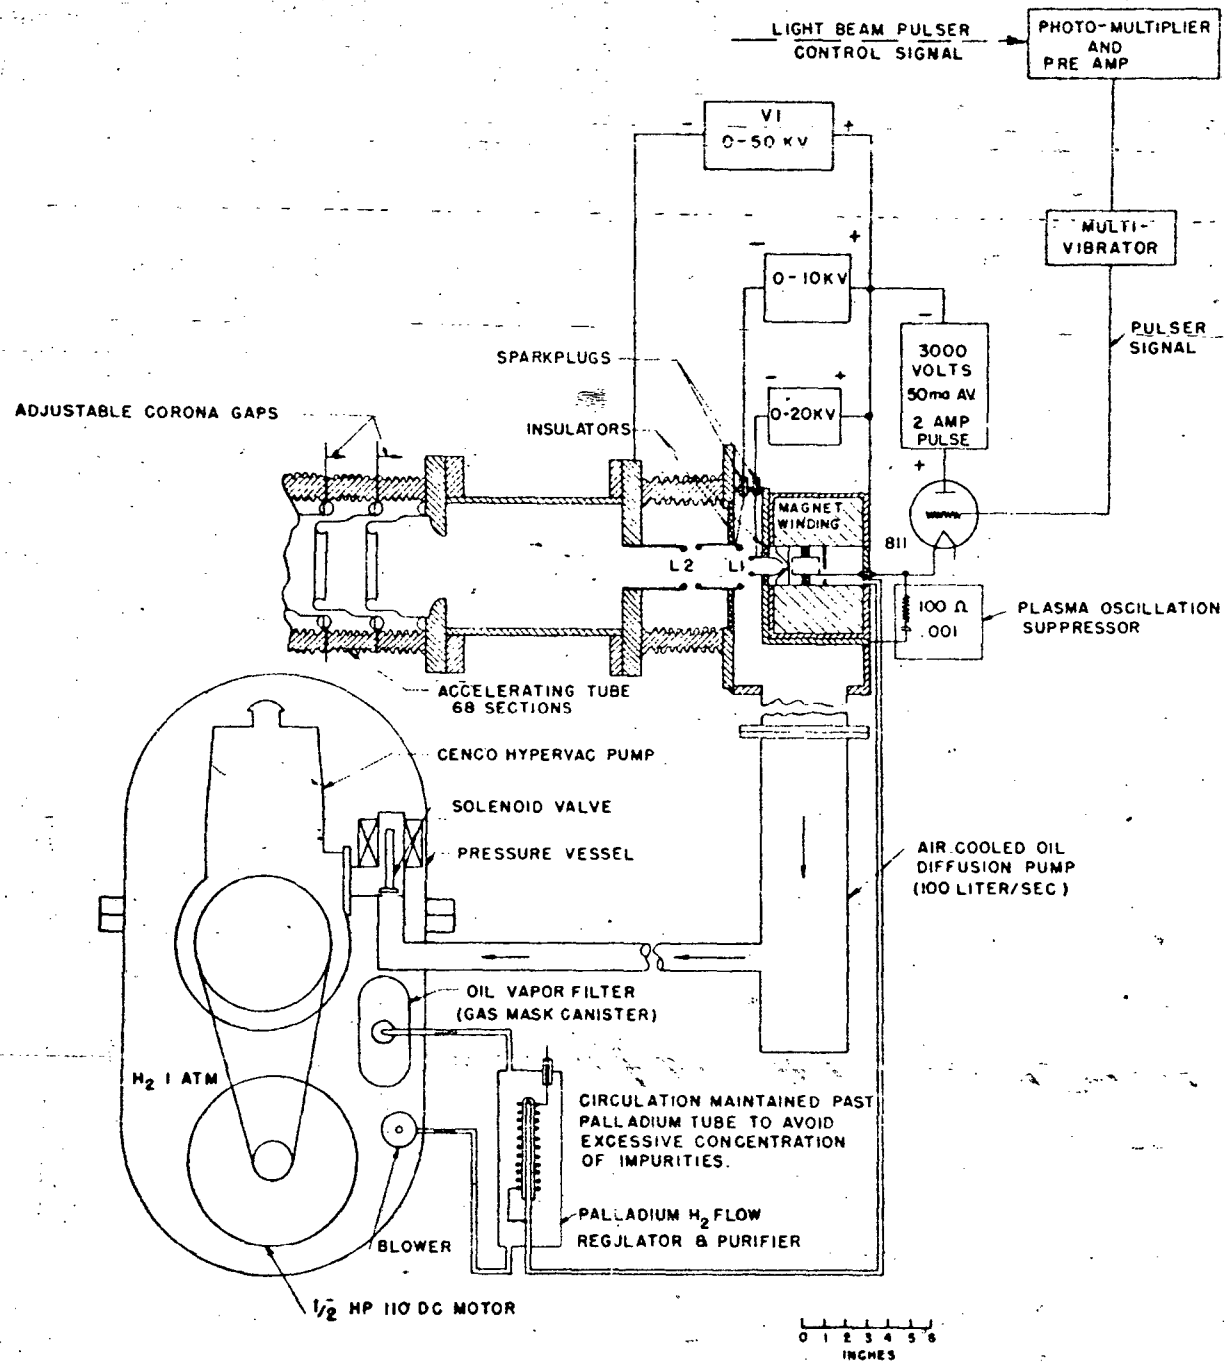 LIGHT BEAM PULSER
CONTROL SIGNAL
PHOTO-MULTIPLIER
AND
PRE AMP
V1
0-50 KV
- +
MULTI-
VIBRATOR
- +
0-10KV
PULSER
SIGNAL
-
3000
VOLTS
50ma AV.
2 AMP
PULSE
+
SPARKPLUGS
- +
0-20KV
ADJUSTABLE CORONA GAPS
INSULATORS
MAGNET
WINDING
811
L2
L1
100 Ω
.001
PLASMA OSCILLATION
SUPPRESSOR
ACCELERATING TUBE
68 SECTIONS
CENCO HYPERVAC PUMP
SOLENOID VALVE
PRESSURE VESSEL
AIR COOLED OIL
DIFFUSION PUMP
(100 LITER/SEC)
OIL VAPOR FILTER
(GAS MASK CANISTER)
H2 1 ATM
CIRCULATION MAINTAINED PAST
PALLADIUM TUBE TO AVOID
EXCESSIVE CONCENTRATION
OF IMPURITIES.
PALLADIUM H2 FLOW
REGULATOR & PURIFIER
BLOWER
1/2 HP 110 DC MOTOR
0 1 2 3 4 5 6
INCHES